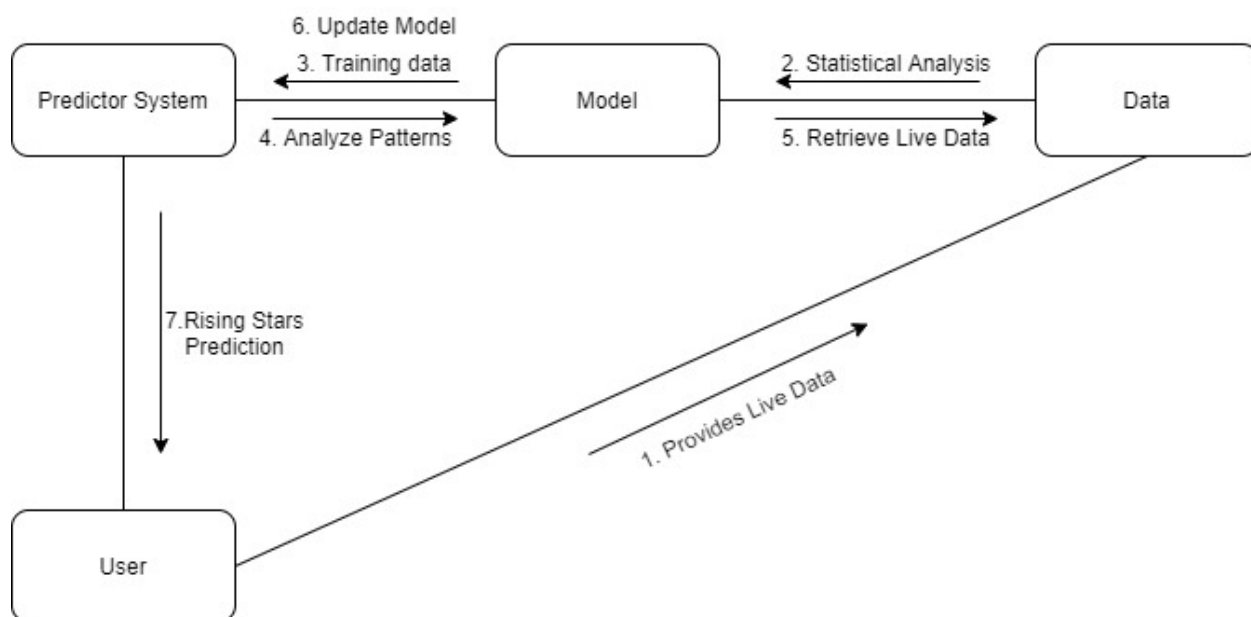 6. Update Model
3. Training data
2. Statistical Analysis
Predictor System
Model
Data
4. Analyze Patterns
5. Retrieve Live Data
7.Rising Stars
Prediction
1. Provides Live Data
User